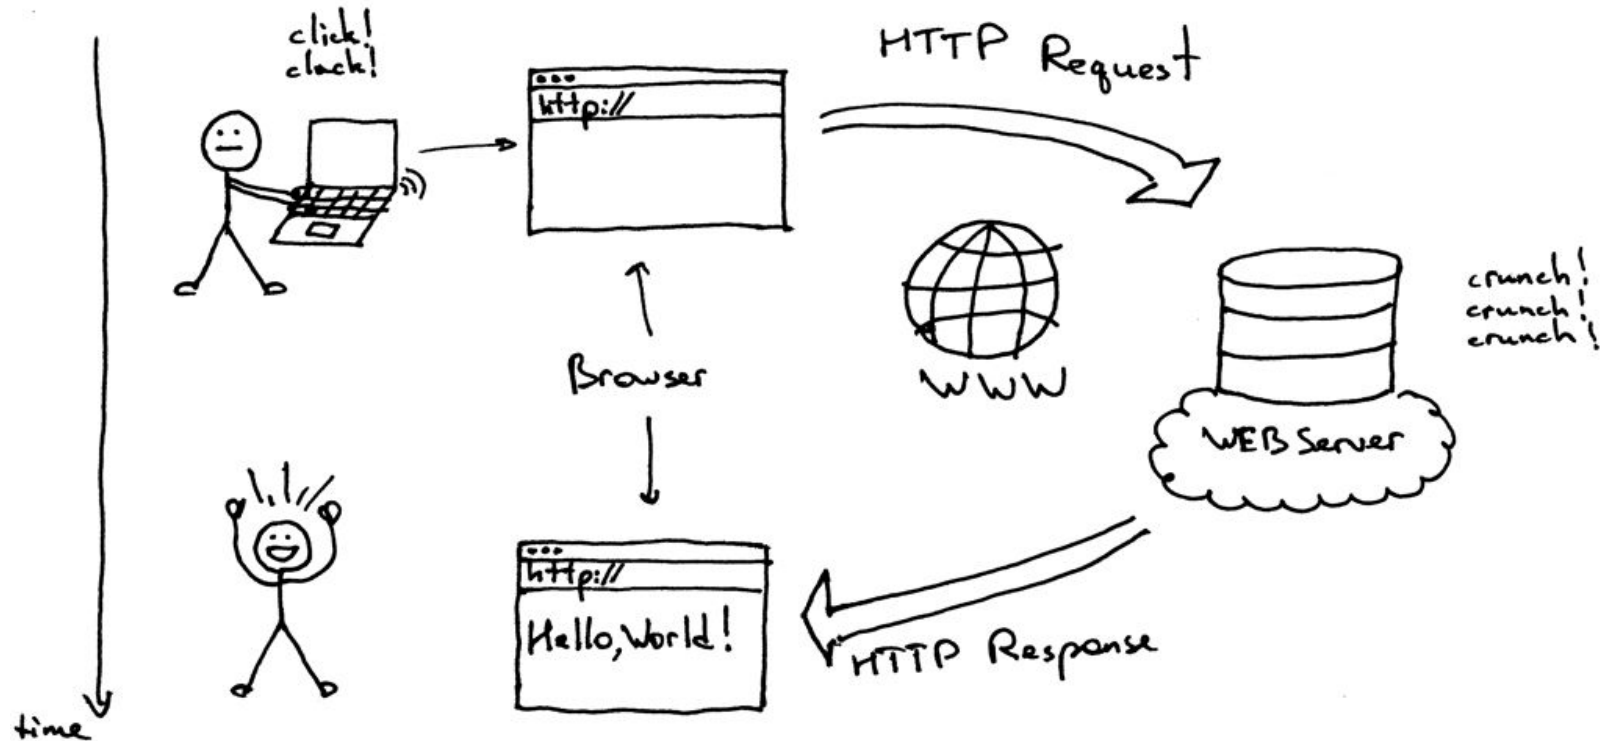 click!
clack!
HTTP Request
http://
crunch!
crunch!
crunch!
Browser
WWW
WEB Server
http://
Hello, World!
HTTP Response
time